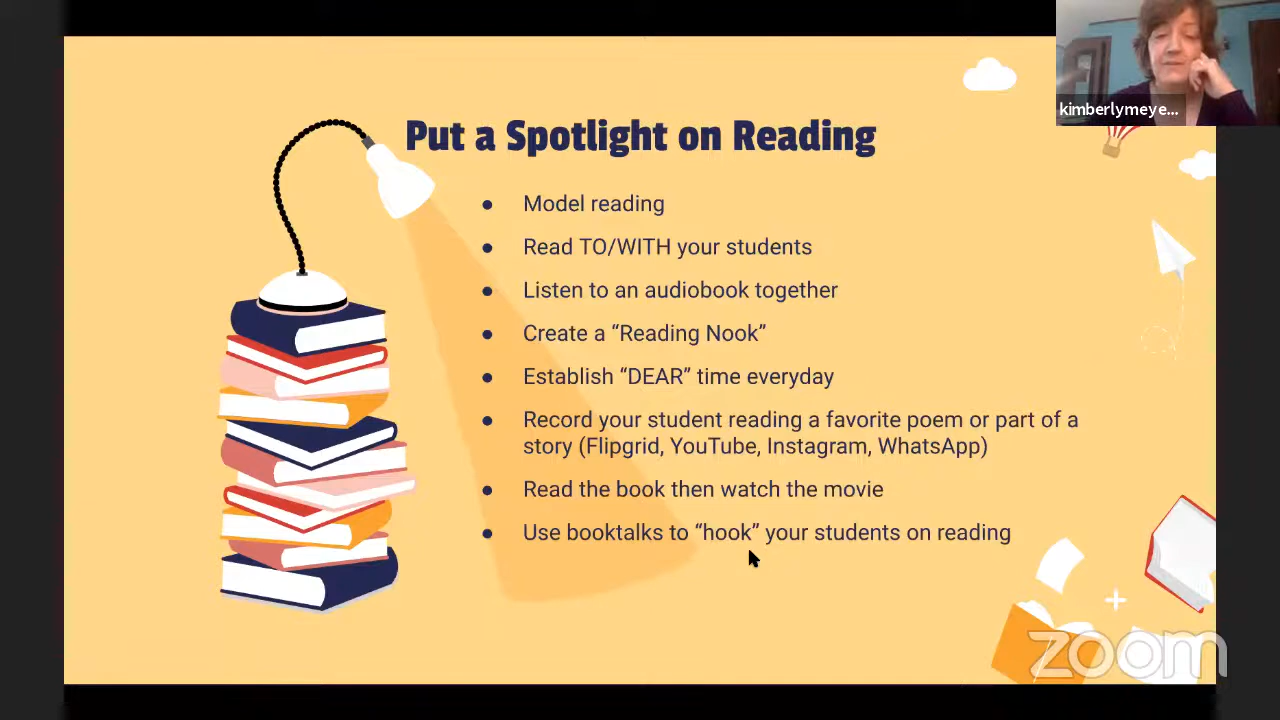 kimberlymeye...
Put a Spotlight on Reading
● Model reading
● Read TO/WITH your students
● Listen to an audiobook together
● Create a “Reading Nook”
● Establish “DEAR” time everyday
● Record your student reading a favorite poem or part of a
story (Flipgrid, YouTube, Instagram, WhatsApp)
● Read the book then watch the movie
● Use booktalks to “hook” your students on reading
zoom